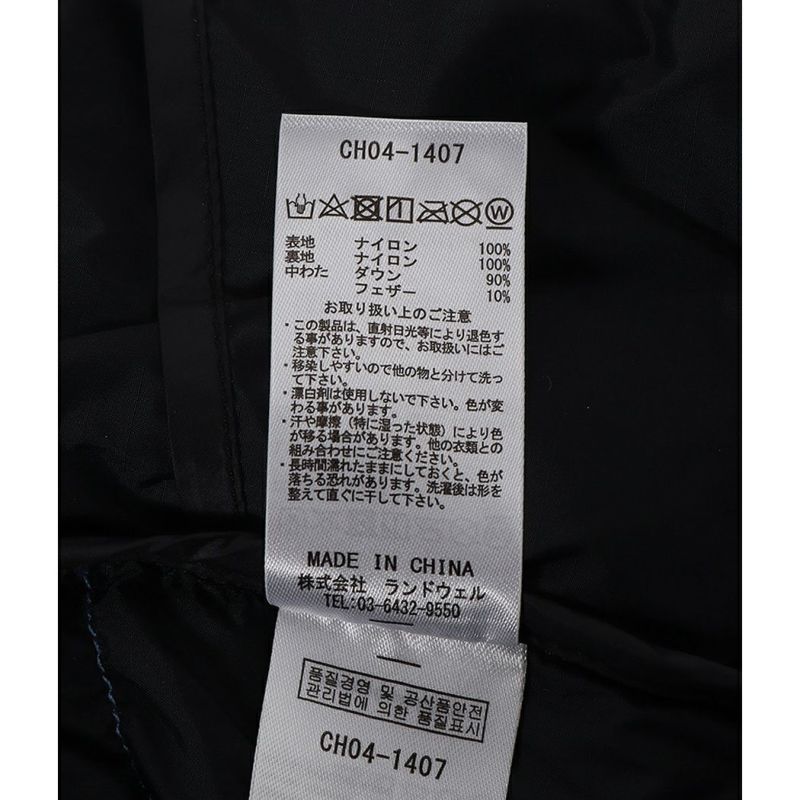 CH04-1407
W
表地 ナイロン 100%
裏地 ナイロン 100%
中わた ダウン 90%
フェザー 10%
お取り扱い上のご注意
・この製品は、直射日光等により退色す
る事がありますので、お取扱いにはご
注意下さい。
・移染しやすいので他の物と分けて洗っ
て下さい。
・漂白剤は使用しないで下さい。色が変
わる事があります。
・汗や摩擦（特に湿った状態）により色
が移る場合があります。他の衣類との
組み合わせにご注意ください。
・長時間濡れたままにしておくと、色が
落ちる恐れがあります。洗濯後は形を
整えて直ぐに干して下さい。
MADE IN CHINA
株式会社 ランドウェル
TEL:03-6432-9550
품질경영 및 공산품안전
관리법에 의한 품질표시
CH04-1407